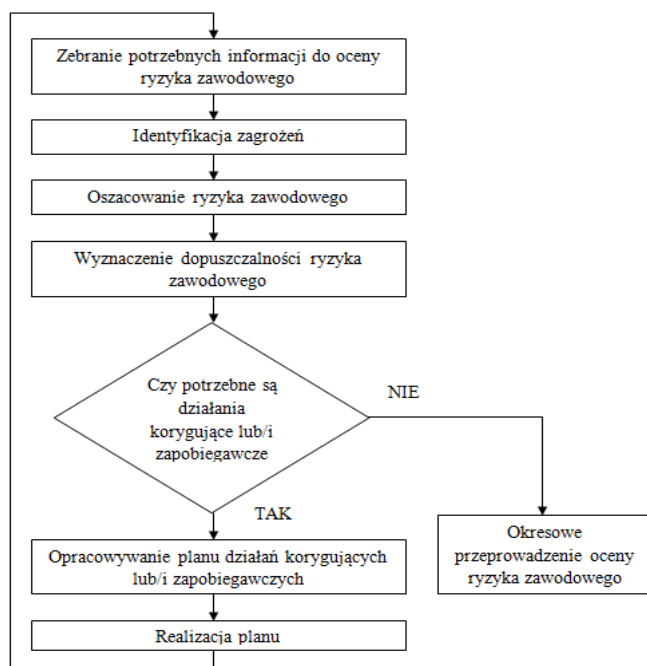 Zebranie potrzebnych informacji do oceny
ryzyka zawodowego
Identyfikacja zagrożeń
Oszacowanie ryzyka zawodowego
Wyznaczenie dopuszczalności ryzyka
zawodowego
Czy potrzebne są
działania
korygujące lub/i
zapobiegawcze
NIE
TAK
Opracowywanie planu działań korygujących
lub/i zapobiegawczych
Okresowe
przeprowadzenie oceny
ryzyka zawodowego
Realizacja planu